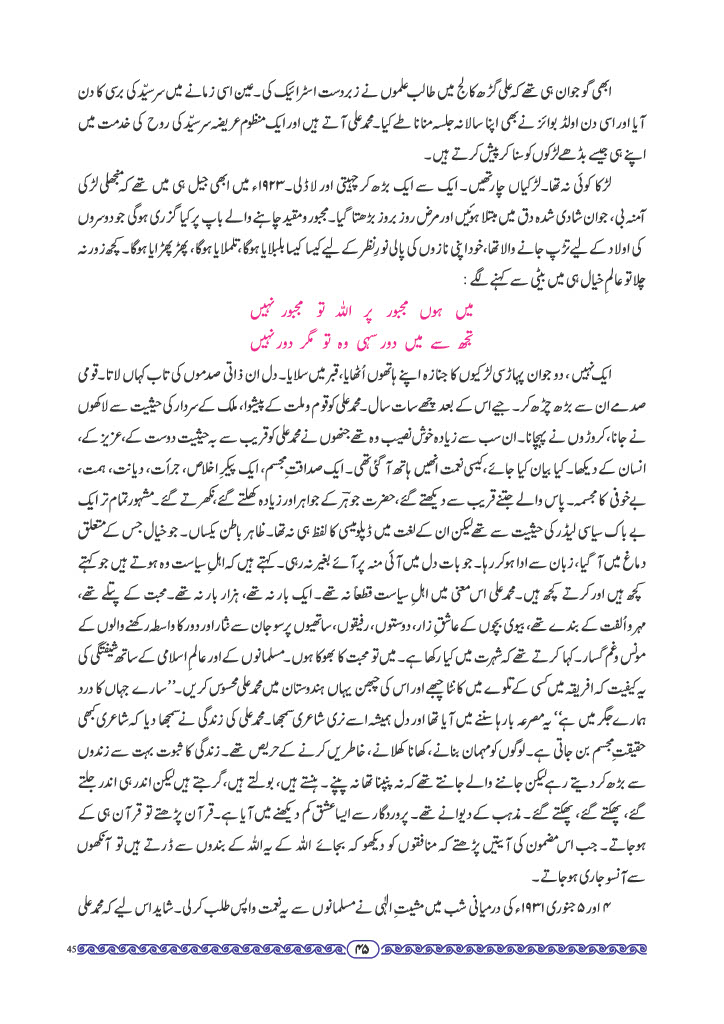 ابھی گو جوان ہی تھے کہ علی گڑھ کالج میں طالب علموں نے زبردست اسٹرائیک کی۔ عین اسی زمانے میں سرسیّد کی برسی کا دن
آیا اور اسی دن اولڈ بوائز نے بھی اپنا سالانہ جلسہ منانا طے کیا۔ محمد علی آتے ہیں اور ایک منظوم عریضہ سرسیّد کی روح کی خدمت میں
اپنے ہی جیسے بڈھے لڑکوں کو سنا کر پیش کرتے ہیں۔
لڑکا کوئی نہ تھا۔ لڑکیاں چار تھیں۔ ایک سے ایک بڑھ کر چہیتی اور لاڈلی۔ ۱۹۲۳ء میں ابھی جیل ہی میں تھے کہ منجھلی لڑکی
آمنہ بی، جوان شادی شدہ دق میں مبتلا ہوئیں اور مرض روز بروز بڑھتا گیا۔ مجبور و مقید چاہنے والے باپ پر کیا گزری ہوگی جو دوسروں
کی اولاد کے لیے تڑپ جانے والا تھا، خود اپنی نازوں کی پالی نورِ نظر کے لیے کیسا کیسا بلبلایا ہوگا، تلملایا ہوگا، پھڑپھڑایا ہوگا۔ کچھ زور نہ
چلا تو عالمِ خیال ہی میں بیٹی سے کہنے لگے :
میں ہوں مجبور پر اللہ تو مجبور نہیں
تجھ سے میں دور سہی وہ تو مگر دور نہیں
ایک نہیں، دو جوان پہاڑ سی لڑکیوں کا جنازہ اپنے ہاتھوں اُٹھایا، قبر میں سلایا۔ دل ان ذاتی صدموں کی تاب کہاں لاتا۔ قومی
صدمے ان سے بڑھ چڑھ کر۔ جیے اس کے بعد چھے سات سال۔ محمد علی کو قوم و ملت کے پیشوا، ملک کے سردار کی حیثیت سے لاکھوں
نے جانا، کروڑوں نے پہچانا۔ ان سب سے زیادہ خوش نصیب وہ تھے جنھوں نے محمد علی کو قریب سے بہ حیثیت دوست کے، عزیز کے،
انسان کے دیکھا۔ کیا بیان کیا جائے، کیسی نعمت انھیں ہاتھ آ گئی تھی۔ ایک صداقتِ مجسم، ایک پیکرِ اخلاص، جرأت، دیانت، ہمت،
بے خوفی کا مجسمہ۔ پاس والے جتنے قریب سے دیکھتے گئے، حضرت جوہرؔ کے جواہر اور زیادہ کھلتے گئے، نکھرتے گئے۔ مشہور تمام تر ایک
بے باک سیاسی لیڈر کی حیثیت سے تھے لیکن ان کے لغت میں ڈپلومیسی کا لفظ ہی نہ تھا۔ ظاہر باطن یکساں۔ جو خیال جس کے متعلق
دماغ میں آ گیا، زبان سے ادا ہو کر رہا۔ جو بات دل میں آئی منہ پر آئے بغیر نہ رہی۔ کہتے ہیں کہ اہلِ سیاست وہ ہوتے ہیں جو کہتے
کچھ ہیں اور کرتے کچھ ہیں۔ محمد علی اس معنی میں اہلِ سیاست قطعاً نہ تھے۔ ایک بار نہ تھے، ہزار بار نہ تھے۔ محبت کے پتلے تھے،
مہر و اُلفت کے بندے تھے، بیوی بچوں کے عاشقِ زار، دوستوں، رفیقوں، ساتھیوں پر سو جان سے نثار اور دور کا واسطہ رکھنے والوں کے
مونس و غم گسار۔ کہا کرتے تھے کہ شہرت میں کیا رکھا ہے۔ میں تو محبت کا بھوکا ہوں۔ مسلمانوں کے اور عالمِ اسلامی کے ساتھ شیفتگی کی
یہ کیفیت کہ افریقہ میں کسی کے تلوے میں کانٹا چبھے اور اس کی چبھن یہاں ہندوستان میں محمد علی محسوس کریں۔ ”سارے جہاں کا درد
ہمارے جگر میں ہے“ یہ مصرعہ بارہا سننے میں آیا تھا اور دل ہمیشہ اسے نری شاعری سمجھا۔ محمد علی کی زندگی نے سمجھا دیا کہ شاعری کبھی
حقیقتِ مجسم بن جاتی ہے۔ لوگوں کو مہمان بنانے، کھانا کھلانے، خاطریں کرنے کے حریص تھے۔ زندگی کا ثبوت بہت سے زندوں
سے بڑھ کر دیتے رہے لیکن جاننے والے جانتے تھے کہ نہ پنپنا تھا نہ پنپے۔ ہنستے ہیں، بولتے ہیں، گرجتے ہیں لیکن اندر ہی اندر جلتے
گئے، پھنکتے گئے، پھنکتے گئے۔ مذہب کے دیوانے تھے۔ پروردگار سے ایسا عشق کم دیکھنے میں آیا ہے۔ قرآن پڑھتے تو قرآن ہی کے
ہو جاتے۔ جب اس مضمون کی آیتیں پڑھتے کہ منافقوں کو دیکھو کہ بجائے اللہ کے یہ اللہ کے بندوں سے ڈرتے ہیں تو آنکھوں
سے آنسو جاری ہو جاتے۔
۴ اور ۵ جنوری ۱۹۳۱ء کی درمیانی شب میں مشیتِ الٰہی نے مسلمانوں سے یہ نعمت واپس طلب کر لی۔ شاید اس لیے کہ محمد علی
45
۴۵